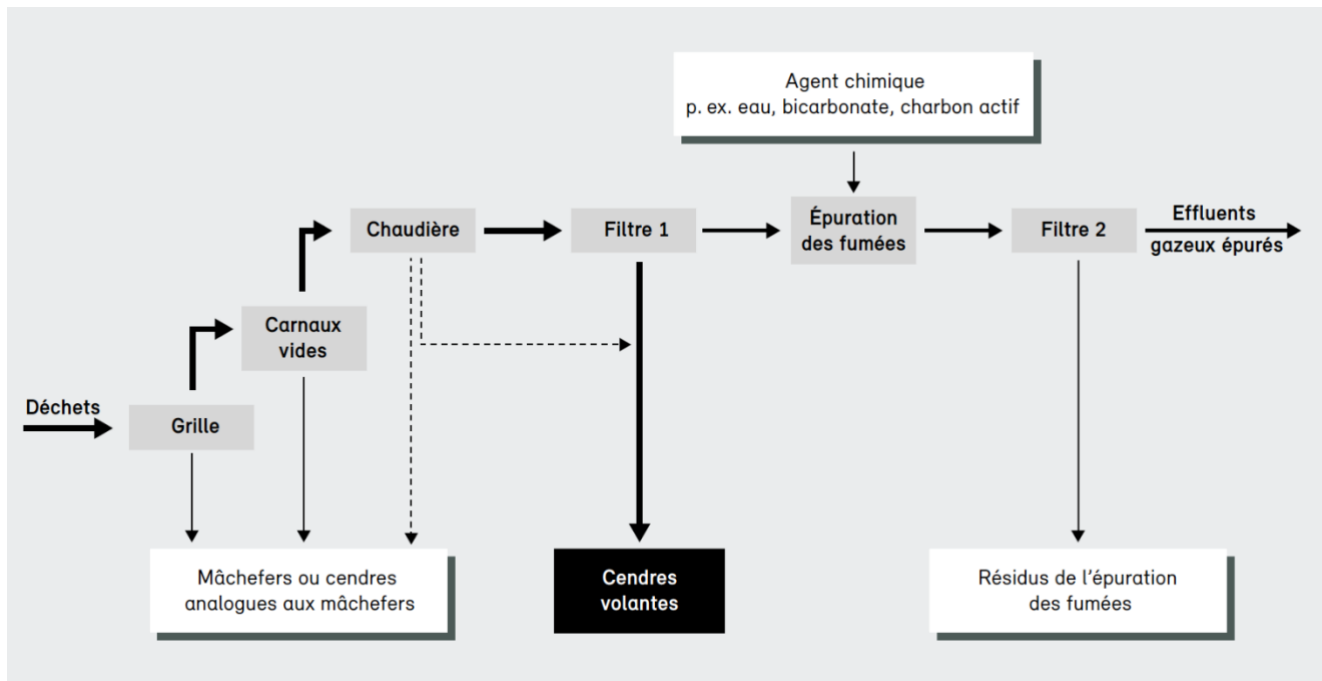 Agent chimique
p. ex. eau, bicarbonate, charbon actif
Chaudière
Filtre 1
Épuration
des fumées
Filtre 2
Effluents
gazeux épurés
Carnaux
vides
Déchets
Grille
Mâchefers ou cendres
analogues aux mâchefers
Cendres
volantes
Résidus de l'épuration
des fumées